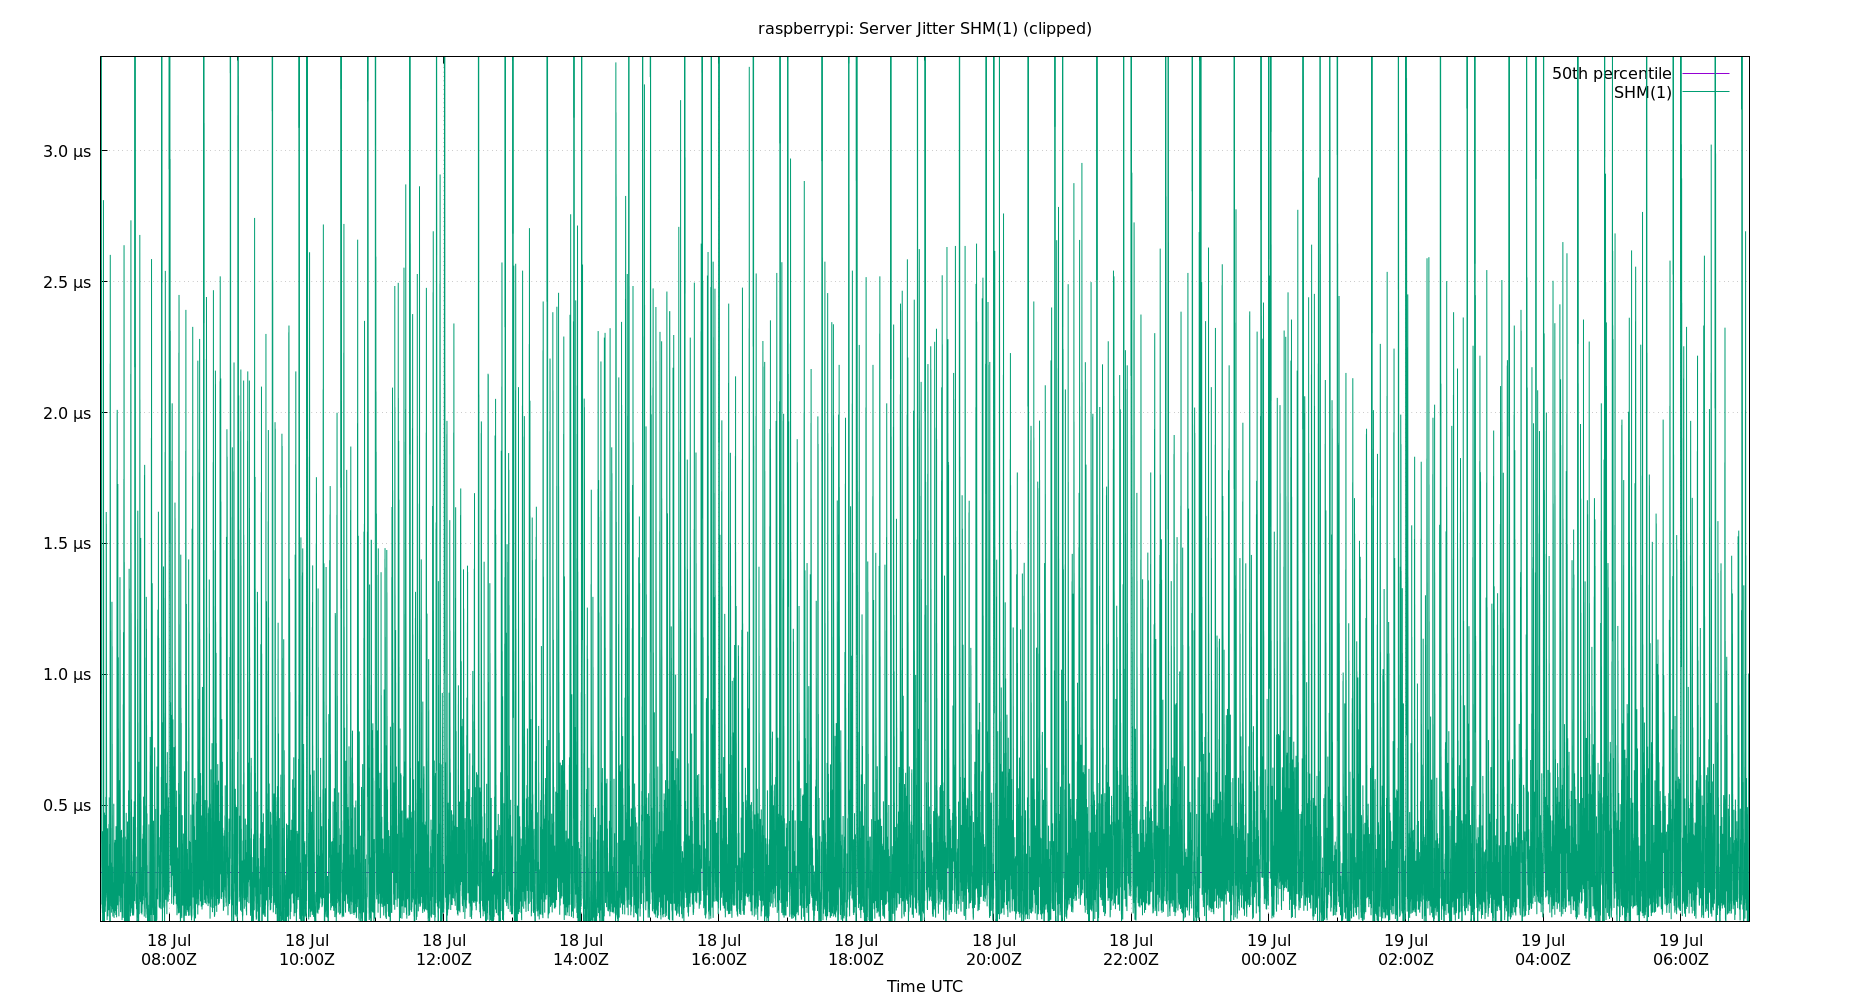 raspberrypi: Server Jitter SHM(1) (clipped)
50th percentile
SHM(1)
3.0 µs
2.5 µs
2.0 µs
1.5 µs
1.0 µs
0.5 µs
18 Jul 18 Jul 18 Jul 18 Jul 18 Jul 18 Jul 18 Jul 18 Jul 19 Jul 19 Jul 19 Jul 19 Jul
08:00Z 10:00Z 12:00Z 14:00Z 16:00Z 18:00Z 20:00Z 22:00Z 00:00Z 02:00Z 04:00Z 06:00Z
Time UTC